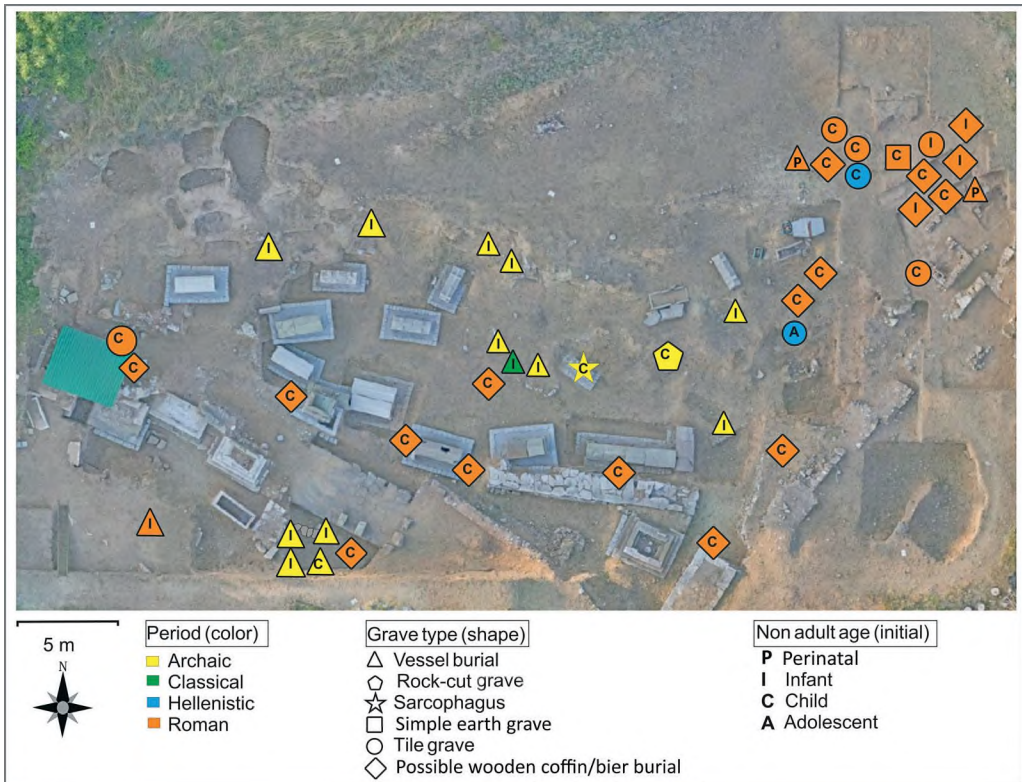 I
C
C
I
P
C
C
I
C
C
C
P
I
I
I
I
I
C
C
C
I
A
C
I
C
C
I
I
C
C
C
I
C
C
C
C
I
I
I
C
C
I
C
5 m
N
Period (color)
Archaic
Classical
Hellenistic
Roman
Grave type (shape)
Vessel burial
Rock-cut grave
Sarcophagus
Simple earth grave
Tile grave
Possible wooden coffin/bier burial
Non adult age (initial)
P Perinatal
I Infant
C Child
A Adolescent